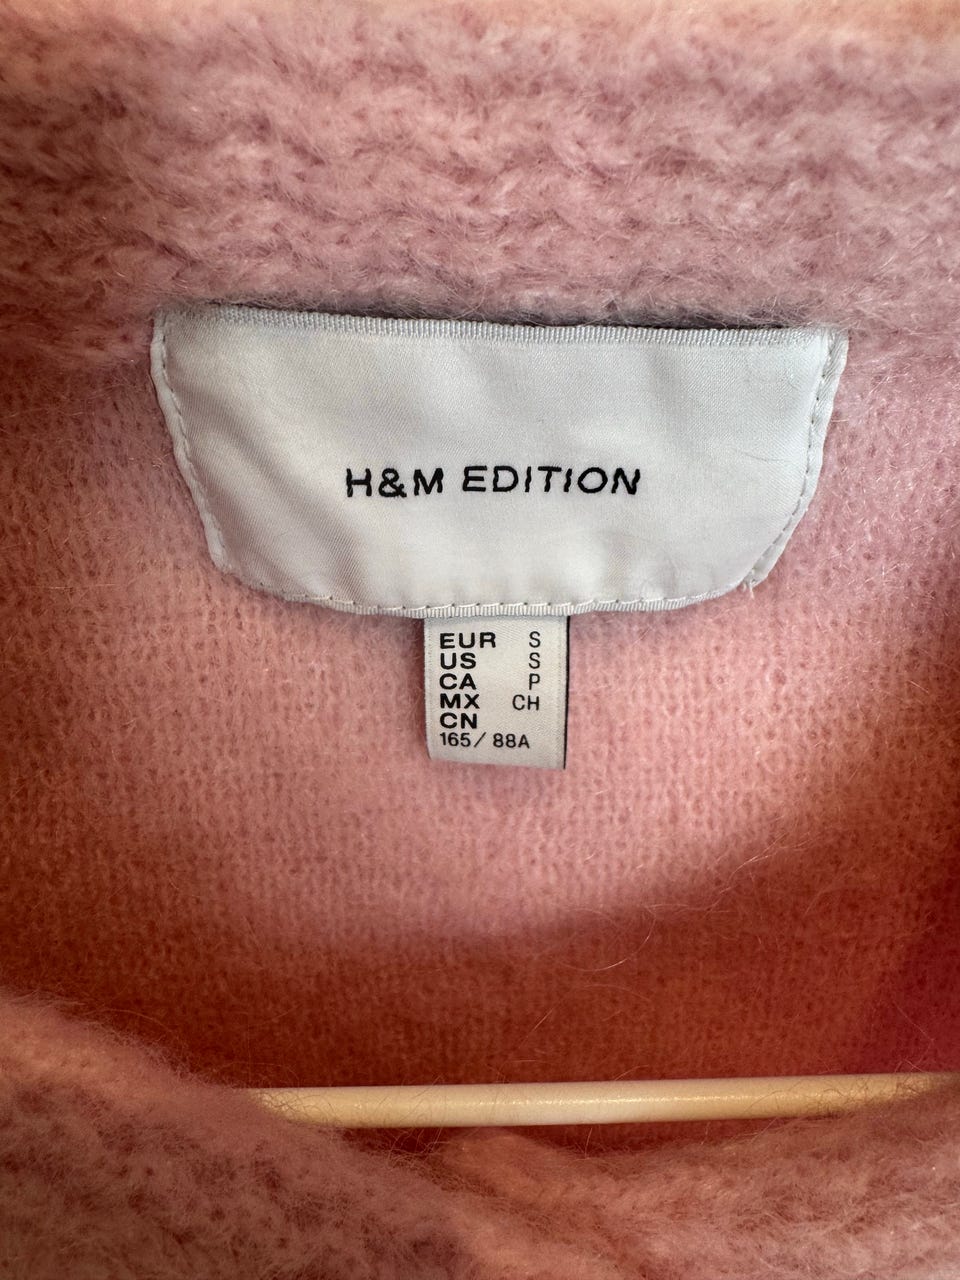 H&M EDITION
EUR S
US S
CA P
MX CH
CN
165/88A